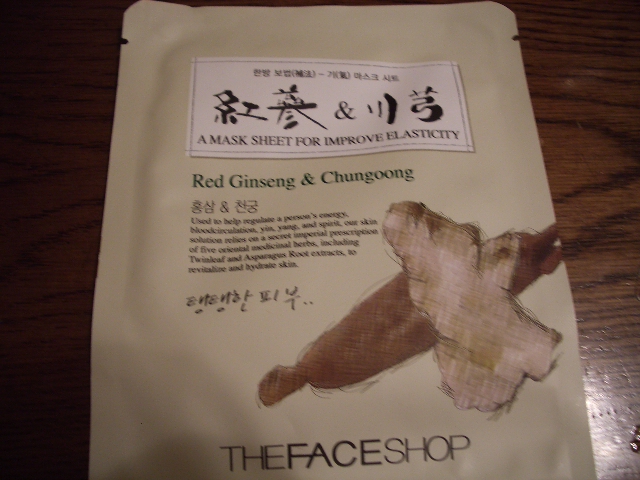 한방 보법(補法) - 기(氣) 마스크 시트
紅蔘 & 川芎
A MASK SHEET FOR IMPROVE ELASTICITY
Red Ginseng & Chungoong
홍삼 & 천궁
Used to help regulate a person's energy,
bloodcirculation, yin, yang, and spirit, our skin
solution relies on a secret imperial prescription
of five oriental medicinal herbs, including
Twinleaf and Asparagus Root extracts, to
revitalize and hydrate skin.
탱탱한 피부..
THEFACESHOP